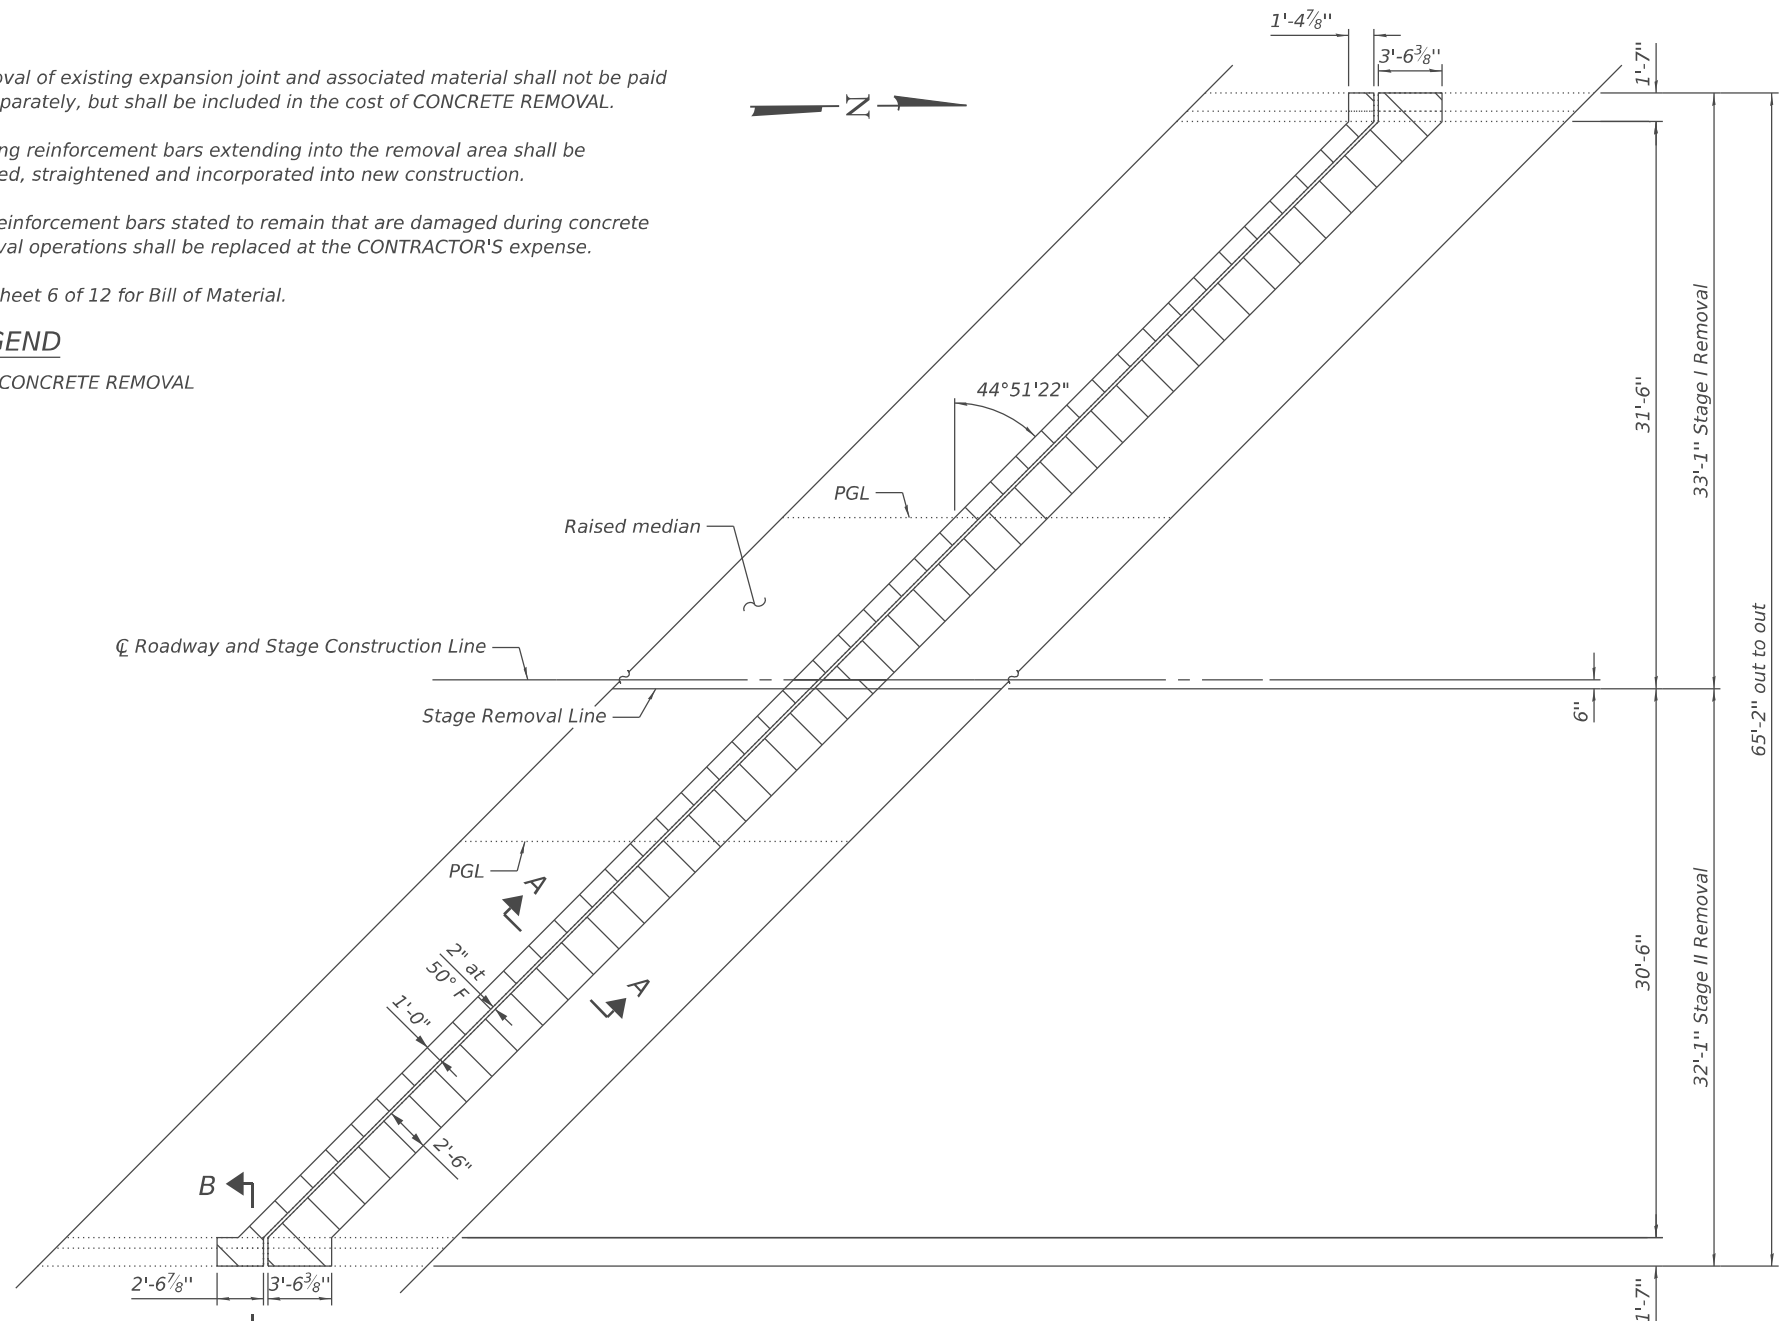 oval of existing expansion joint and associated material shall not be paid
parately, but shall be included in the cost of CONCRETE REMOVAL.
ng reinforcement bars extending into the removal area shall be
ed, straightened and incorporated into new construction.
einforcement bars stated to remain that are damaged during concrete
val operations shall be replaced at the CONTRACTOR'S expense.
heet 6 of 12 for Bill of Material.
GEND
CONCRETE REMOVAL
N
1'-4⅞"
3'-6⅜"
1'-7"
44°51'22"
PGL
Raised median
℄ Roadway and Stage Construction Line
Stage Removal Line
6"
31'-6"
33'-1" Stage I Removal
65'-2" out to out
PGL
A
A
2" at
50° F
1'-0"
2'-6"
30'-6"
32'-1" Stage II Removal
B
2'-6⅞"
3'-6⅜"
1'-7"